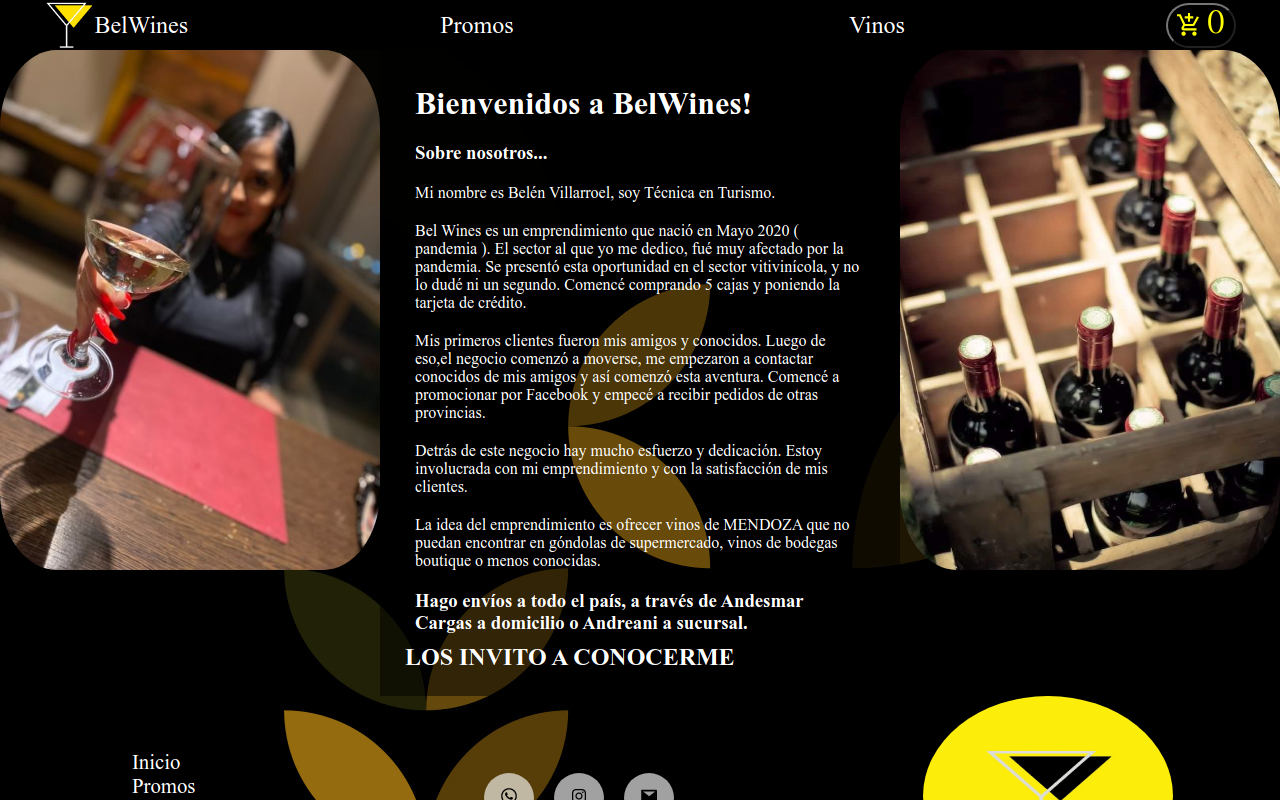 BelWines
Promos
Vinos
0
Bienvenidos a BelWines!
Sobre nosotros...
Mi nombre es Belén Villarroel, soy Técnica en Turismo.
Bel Wines es un emprendimiento que nació en Mayo 2020 (
pandemia ). El sector al que yo me dedico, fué muy afectado por la
pandemia. Se presentó esta oportunidad en el sector vitivinícola, y no
lo dudé ni un segundo. Comencé comprando 5 cajas y poniendo la
tarjeta de crédito.
Mis primeros clientes fueron mis amigos y conocidos. Luego de
eso,el negocio comenzó a moverse, me empezaron a contactar
conocidos de mis amigos y así comenzó esta aventura. Comencé a
promocionar por Facebook y empecé a recibir pedidos de otras
provincias.
Detrás de este negocio hay mucho esfuerzo y dedicación. Estoy
involucrada con mi emprendimiento y con la satisfacción de mis
clientes.
La idea del emprendimiento es ofrecer vinos de MENDOZA que no
puedan encontrar en góndolas de supermercado, vinos de bodegas
boutique o menos conocidas.
Hago envíos a todo el país, a través de Andesmar
Cargas a domicilio o Andreani a sucursal.
LOS INVITO A CONOCERME
Inicio
Promos